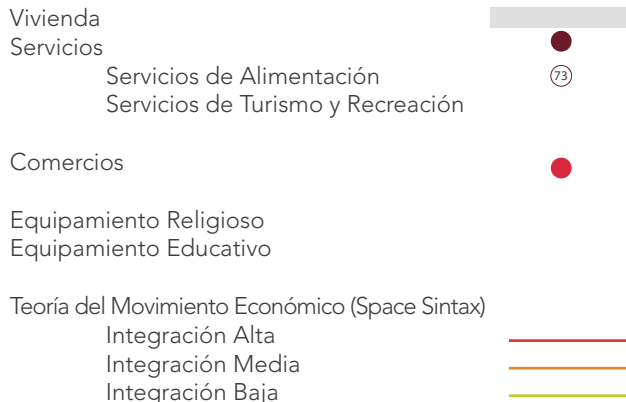 Vivienda
Servicios
Servicios de Alimentación
73
Servicios de Turismo y Recreación
Comercios
Equipamiento Religioso
Equipamiento Educativo
Teoría del Movimiento Económico (Space Sintax)
Integración Alta
Integración Media
Integración Baja